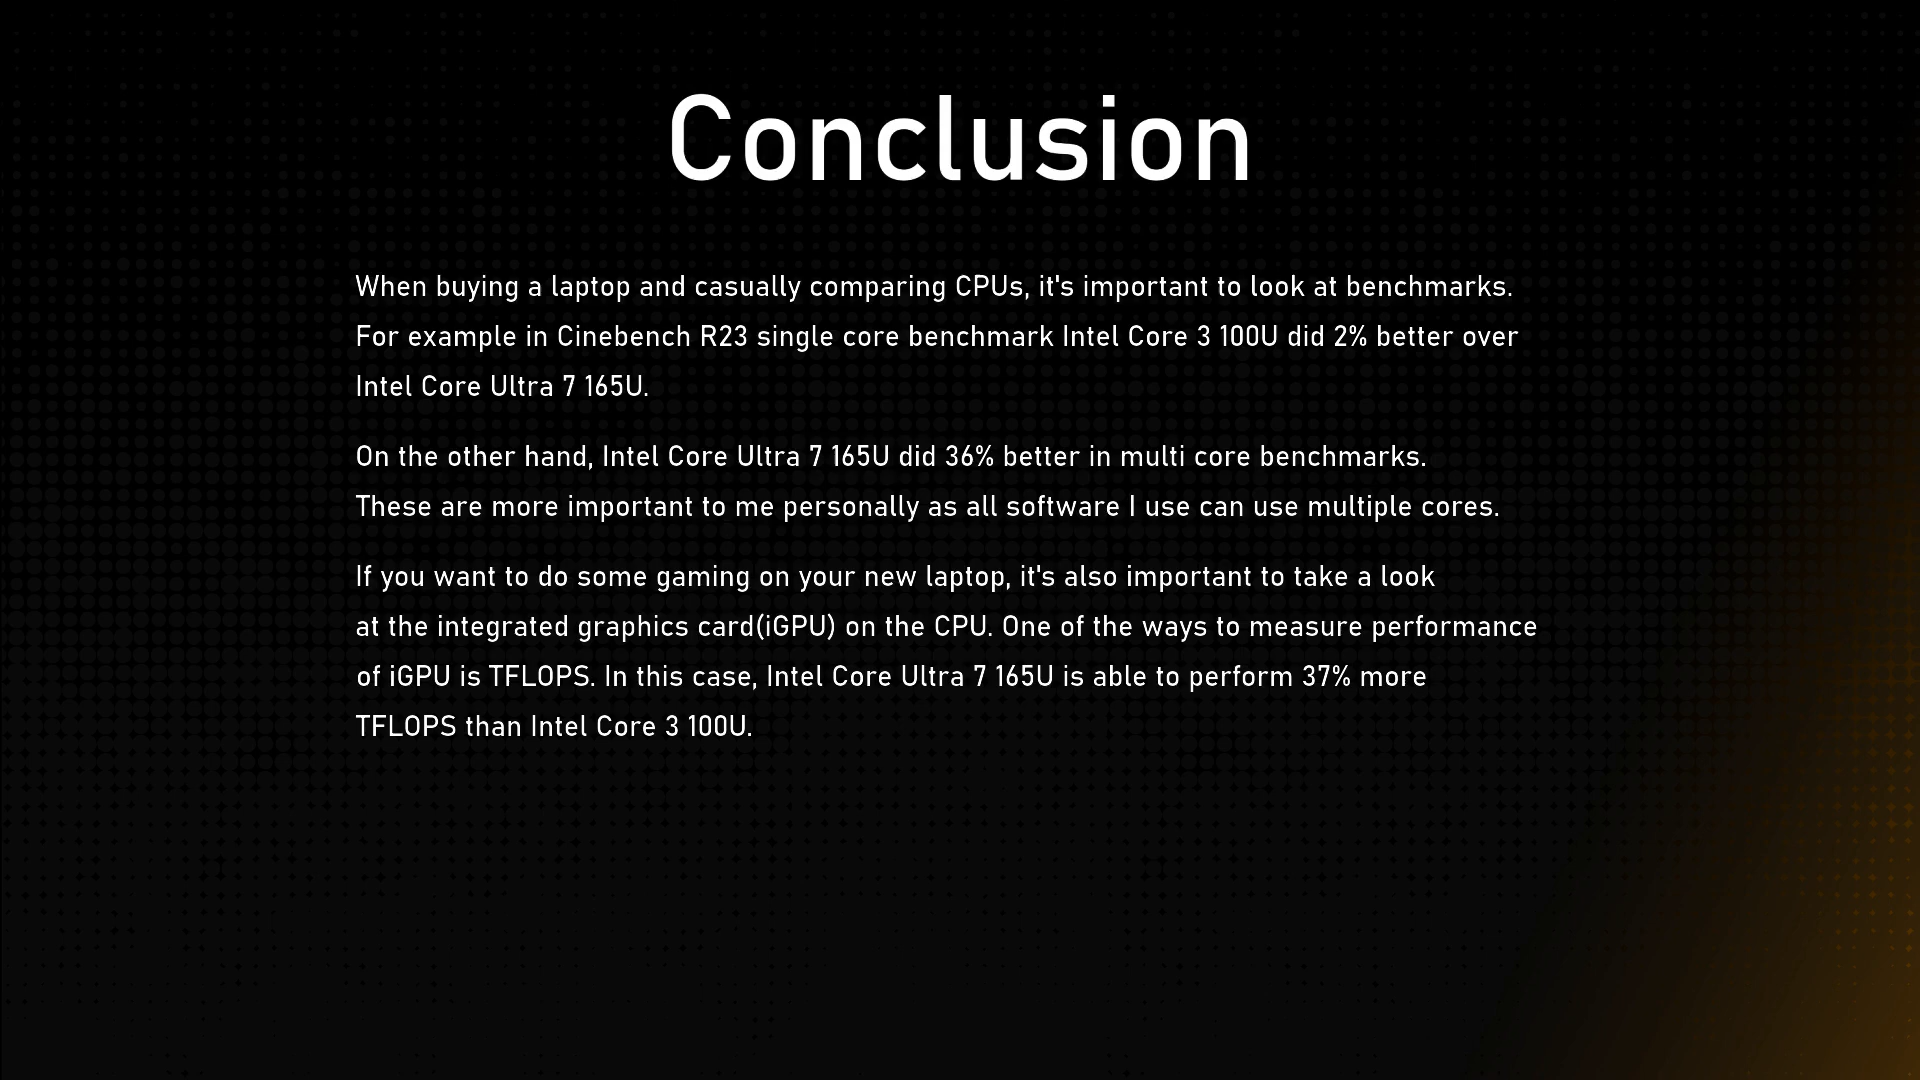 Conclusion
When buying a laptop and casually comparing CPUs, it's important to look at benchmarks.
For example in Cinebench R23 single core benchmark Intel Core 3 100U did 2% better over
Intel Core Ultra 7 165U.
On the other hand, Intel Core Ultra 7 165U did 36% better in multi core benchmarks.
These are more important to me personally as all software I use can use multiple cores.
If you want to do some gaming on your new laptop, it's also important to take a look
at the integrated graphics card(iGPU) on the CPU. One of the ways to measure performance
of iGPU is TFLOPS. In this case, Intel Core Ultra 7 165U is able to perform 37% more
TFLOPS than Intel Core 3 100U.